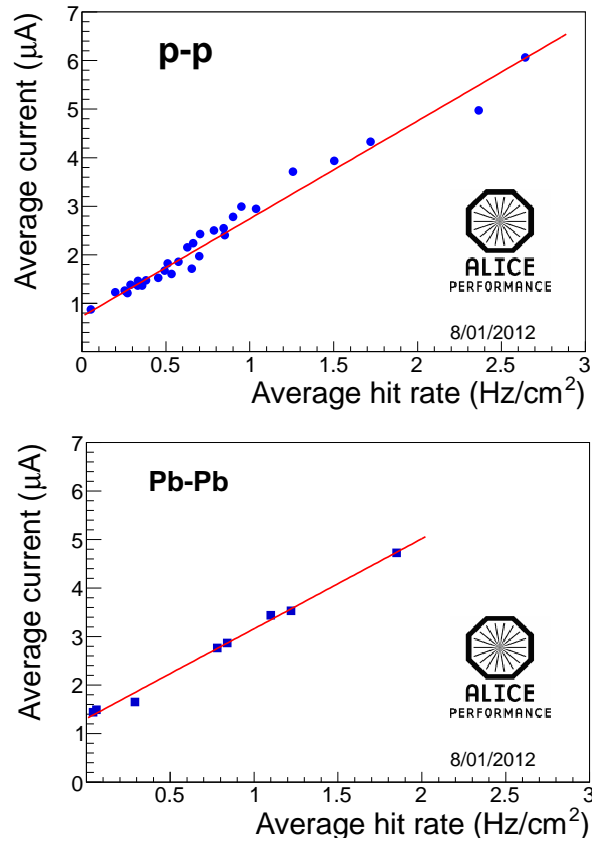 Average current (μA)
7
6
5
4
3
2
1
p-p
ALICE
PERFORMANCE
8/01/2012
0 0.5 1 1.5 2 2.5 3
Average hit rate (Hz/cm²)
Average current (μA)
7
6
5
4
3
2
1
0
Pb-Pb
ALICE
PERFORMANCE
8/01/2012
0.5 1 1.5 2 2.5 3
Average hit rate (Hz/cm²)